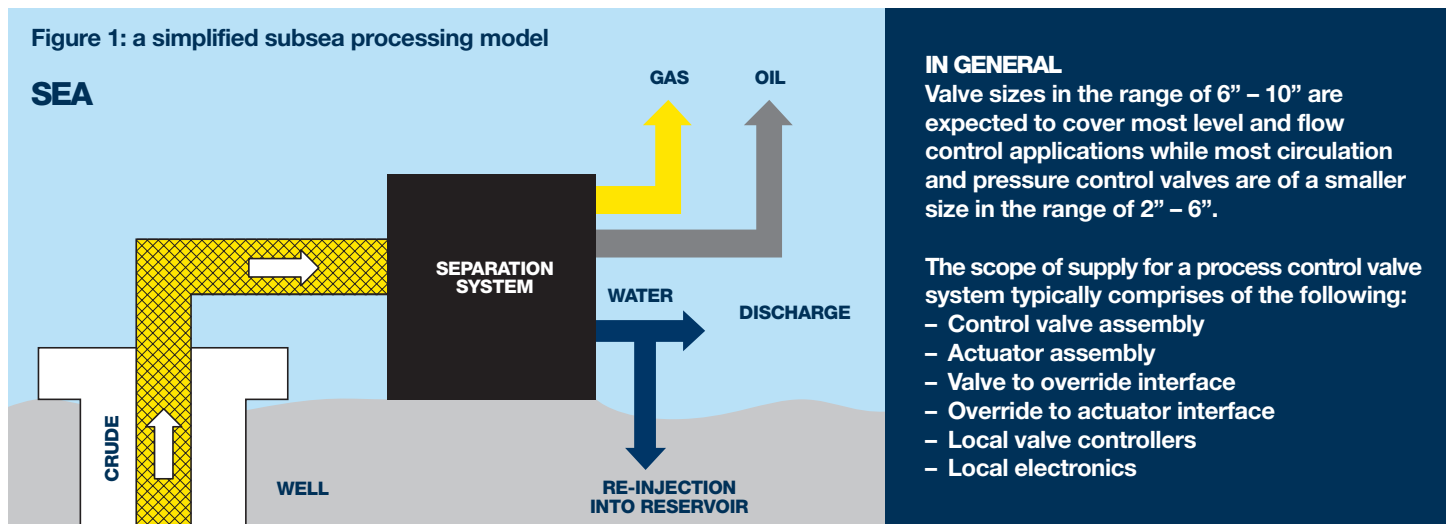 Figure 1: a simplified subsea processing model
SEA
GAS
OIL
SEPARATION
SYSTEM
WATER
DISCHARGE
CRUDE
WELL
RE-INJECTION
INTO RESERVOIR
IN GENERAL
Valve sizes in the range of 6” – 10” are
expected to cover most level and flow
control applications while most circulation
and pressure control valves are of a smaller
size in the range of 2” – 6”.
The scope of supply for a process control valve
system typically comprises of the following:
– Control valve assembly
– Actuator assembly
– Valve to override interface
– Override to actuator interface
– Local valve controllers
– Local electronics